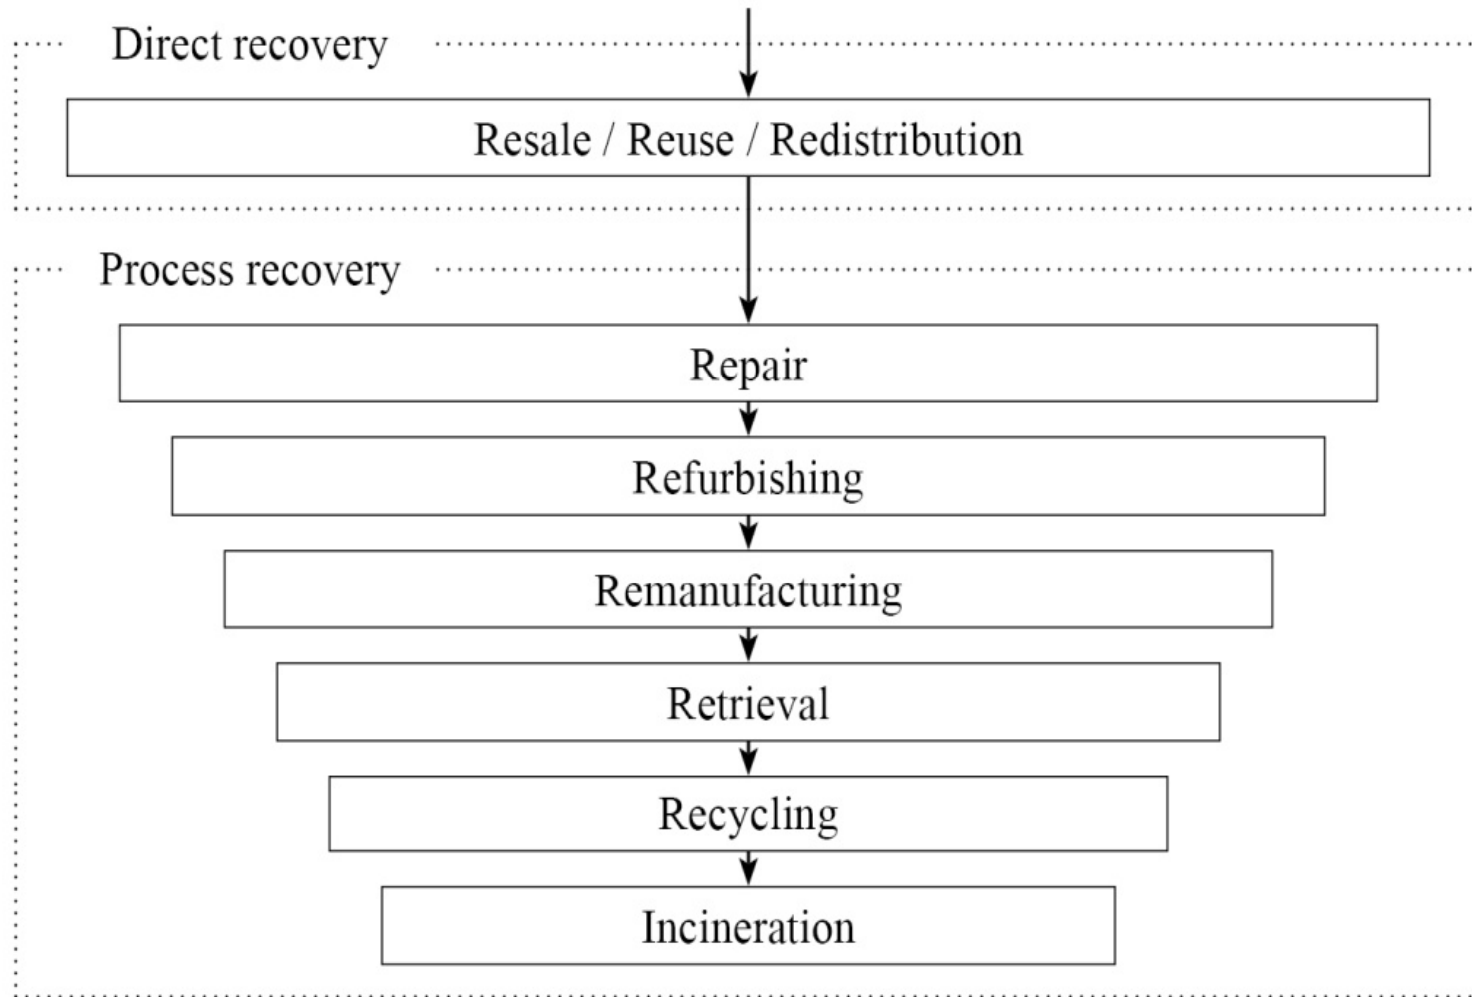 Direct recovery
Resale / Reuse / Redistribution
Process recovery
Repair
Refurbishing
Remanufacturing
Retrieval
Recycling
Incineration